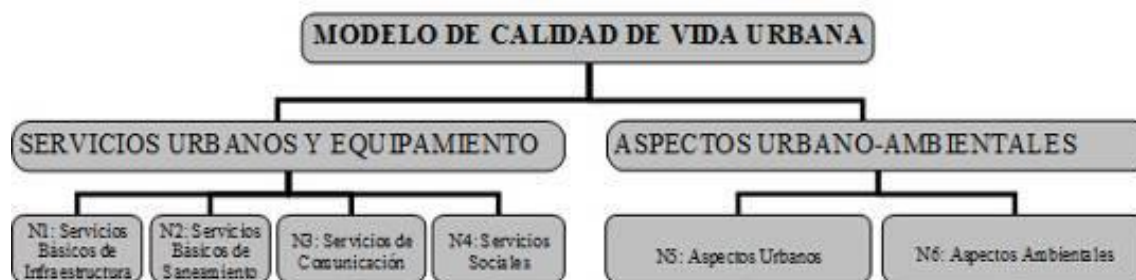 MODELO DE CALIDAD DE VIDA URBANA
SERVICIOS URBANOS Y EQUIPAMIENTO
ASPECTOS URBANO-AMBIENTALES
N1: Servicios
Básicos de
Infraestructura
N2: Servicios
Básicos de
Saneamiento
N3: Servicios de
Comunicación
N4: Servicios
Sociales
N5: Aspectos Urbanos
N6: Aspectos Ambientales